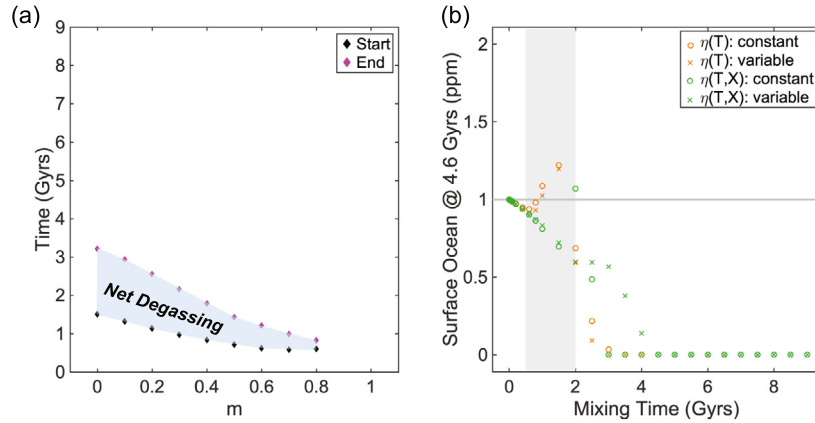 (a)
9
8
7
6
5
4
3
2
1
0
Time (Gyrs)
Start
End
Net Degassing
0
0.2
0.4
0.6
0.8
1
m
(b)
2
1.5
1
0.5
0
Surface Ocean @ 4.6 Gyrs (ppm)
η(T): constant
η(T): variable
η(T,X): constant
η(T,X): variable
0
2
4
6
8
Mixing Time (Gyrs)